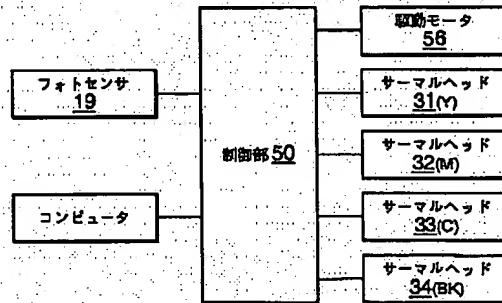 駆動モータ
56
フォトセンサ
19
サーマルヘッド
31(Y)
制御部50
サーマルヘッド
32(M)
コンピュータ
サーマルヘッド
33(C)
サーマルヘッド
34(BK)